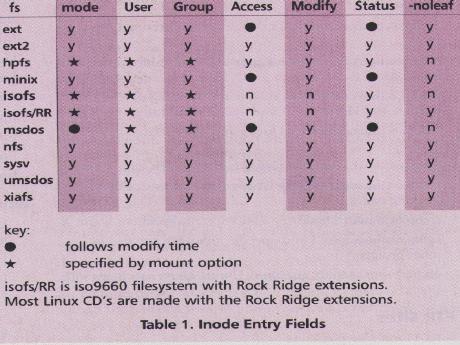 fs mode User Group Access Modify Status -noleaf
ext y y y ● y ● y
ext2 y y y y y y y
hpfs ★ ★ ★ y y y n
minix y y y ● y ● y
isofs ★ ★ ★ n n y n
isofs/RR ★ ★ ★ n n y n
msdos ● ★ ★ ● y ● n
nfs y y y y y y y
sysv y y y y y y y
umsdos y y y y y y y
xiafs y y y y y y y
key:
● follows modify time
★ specified by mount option
isofs/RR is iso9660 filesystem with Rock Ridge extensions.
Most Linux CD's are made with the Rock Ridge extensions.
Table 1. Inode Entry Fields